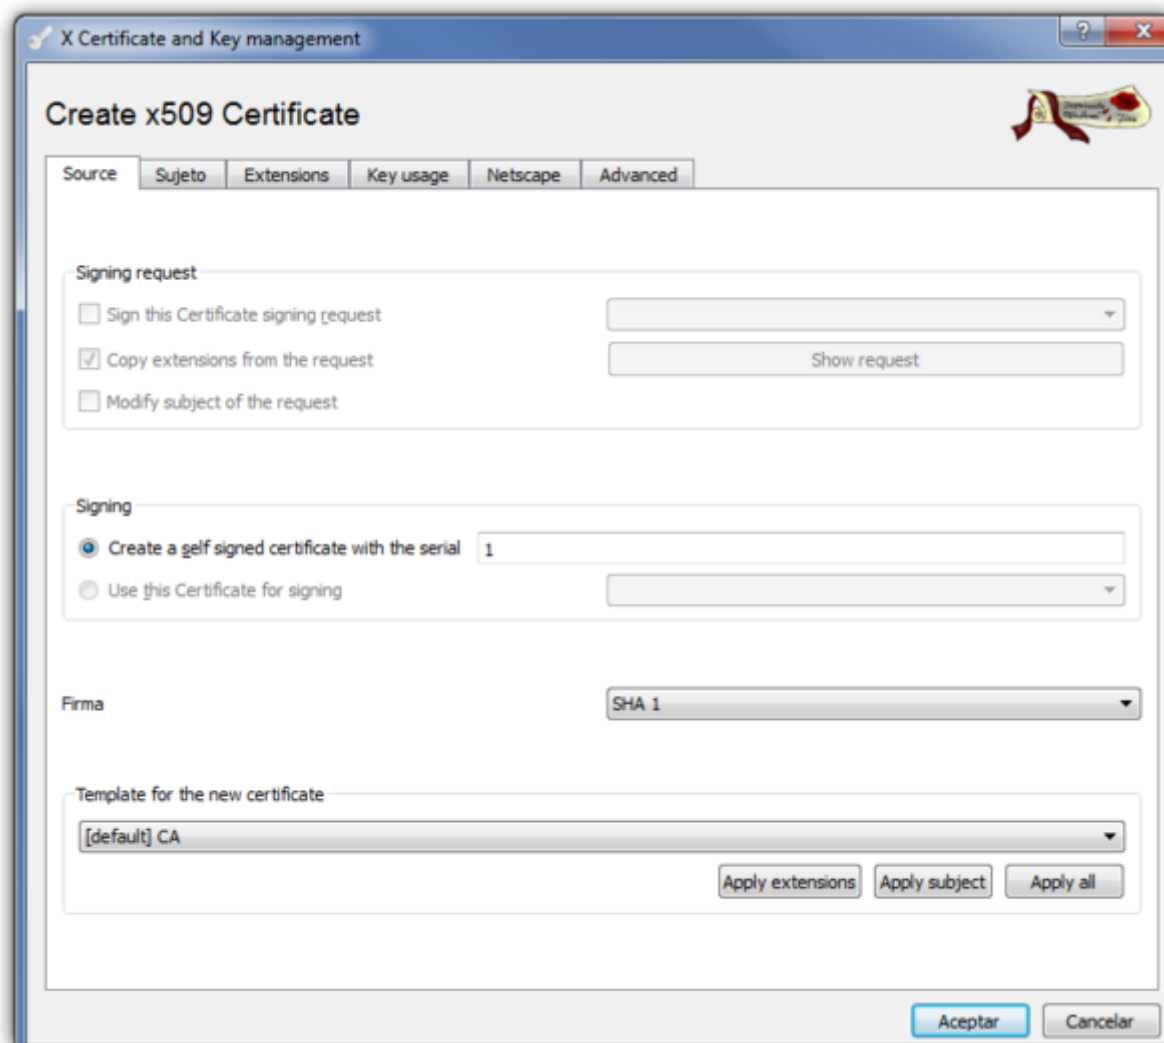 X Certificate and Key management
?
Create x509 Certificate
Source Sujeto Extensions Key usage Netscape Advanced
Signing request
Sign this Certificate signing request
Copy extensions from the request Show request
Modify subject of the request
Signing
Create a self signed certificate with the serial 1
Use this Certificate for signing
Firma SHA 1
Template for the new certificate
[default] CA
Apply extensions Apply subject Apply all
Aceptar Cancelar